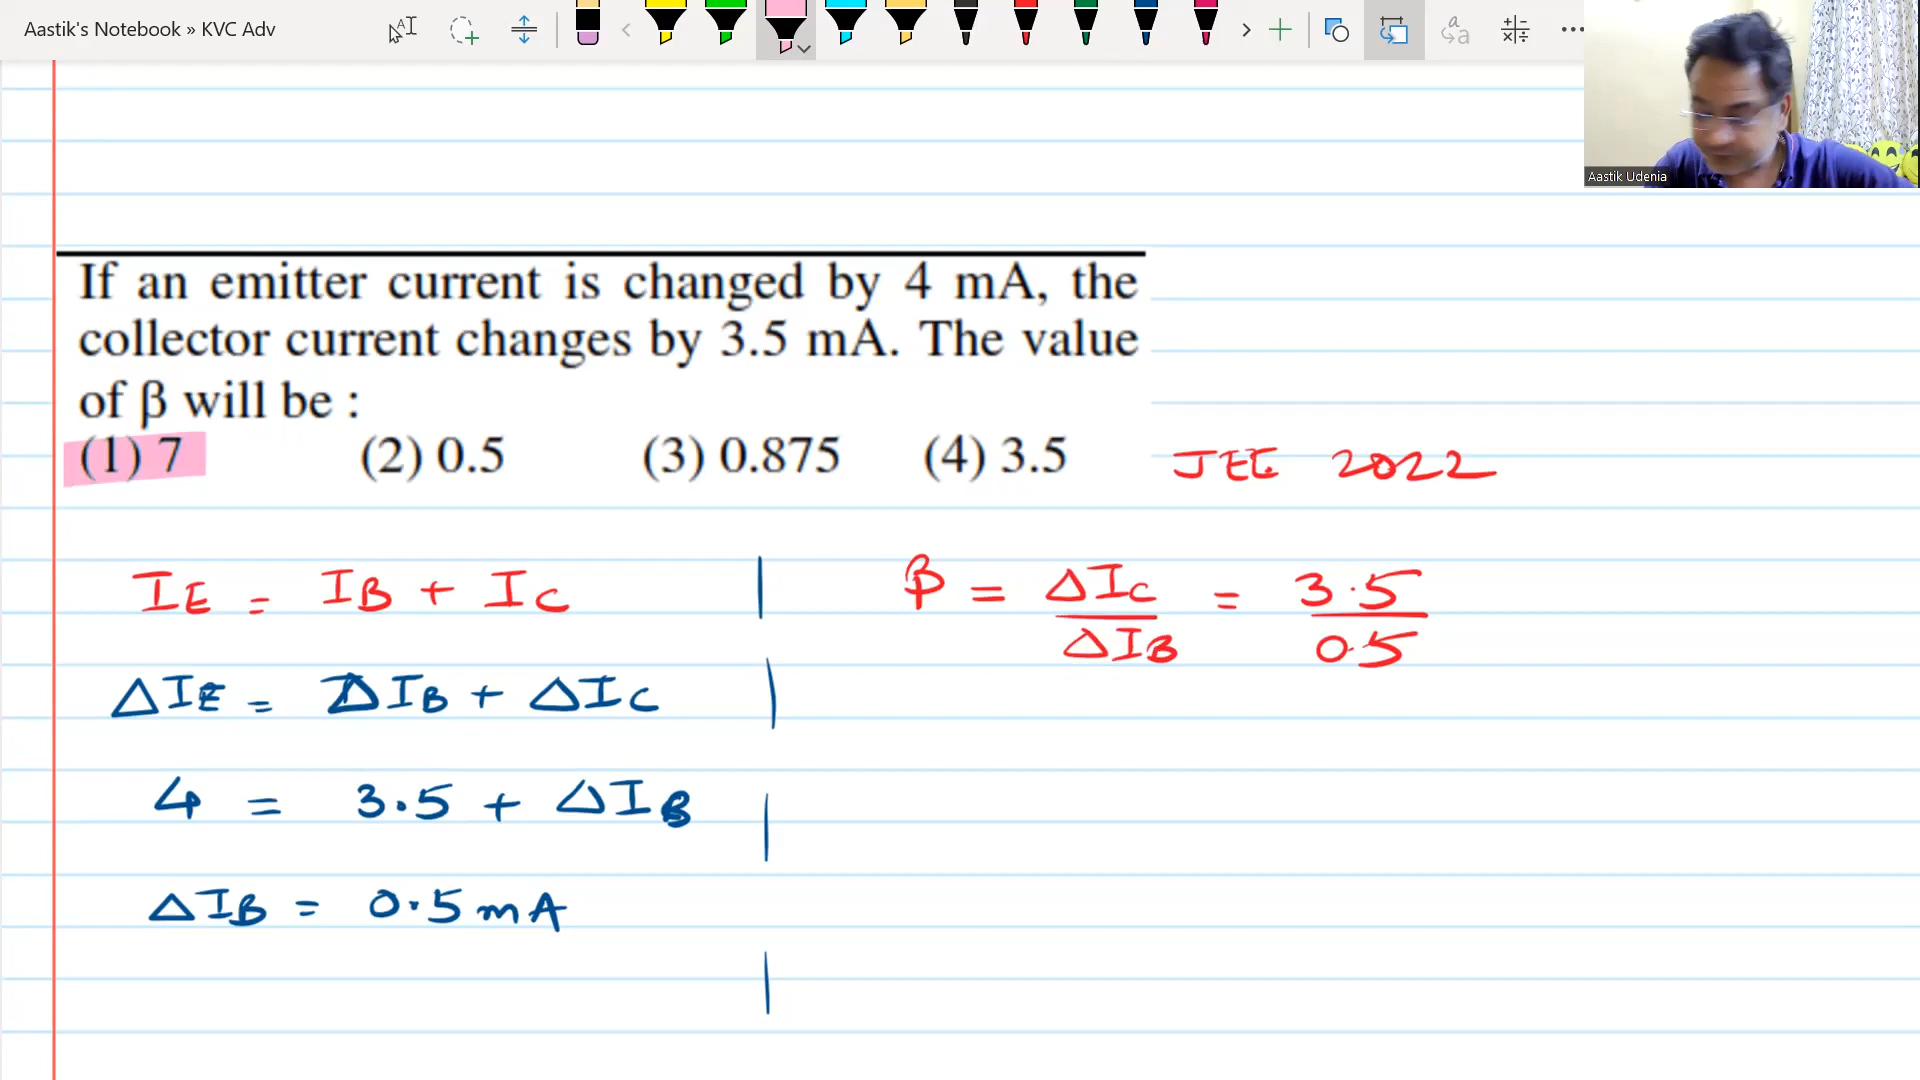 Aastik's Notebook » KVC Adv
Aastik Udenia
If an emitter current is changed by 4 mA, the
collector current changes by 3.5 mA. The value
of β will be :
(1) 7 (2) 0.5 (3) 0.875 (4) 3.5
JEE 2022
IE = IB + IC
β = ΔIC/ΔIB = 3.5/0.5
ΔIE = ΔIB + ΔIC
4 = 3.5 + ΔIB
ΔIB = 0.5 mA